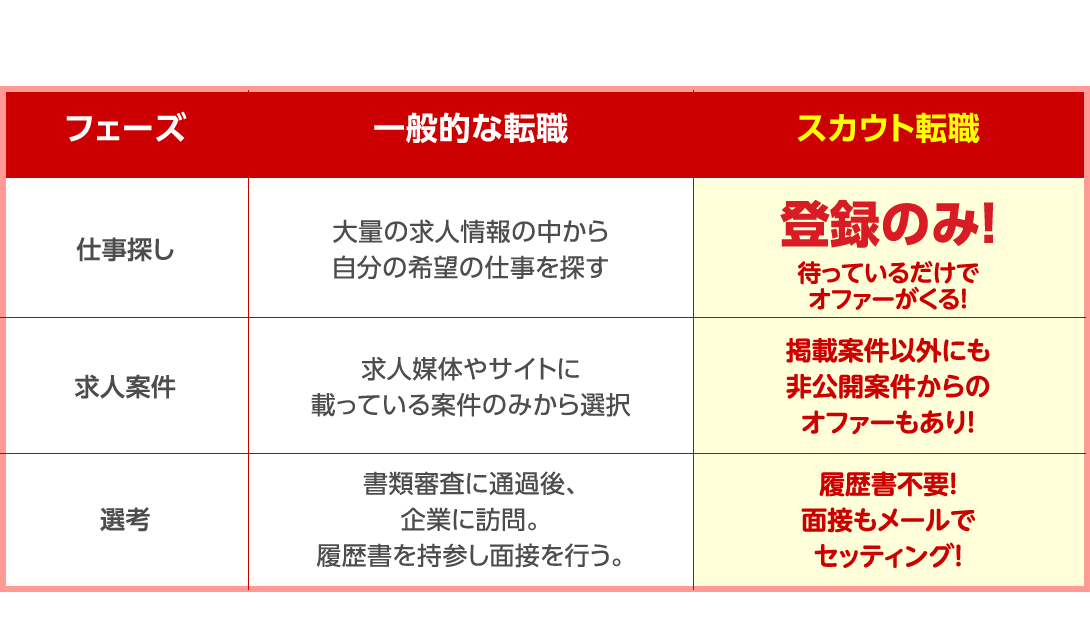 フェーズ
一般的な転職
スカウト転職
仕事探し
大量の求人情報の中から
自分の希望の仕事を探す
登録のみ!
待っているだけで
オファーがくる!
求人案件
求人媒体やサイトに
載っている案件のみから選択
掲載案件以外にも
非公開案件からの
オファーもあり!
選考
書類審査に通過後、
企業に訪問。
履歴書を持参し面接を行う。
履歴書不要!
面接もメールで
セッティング!